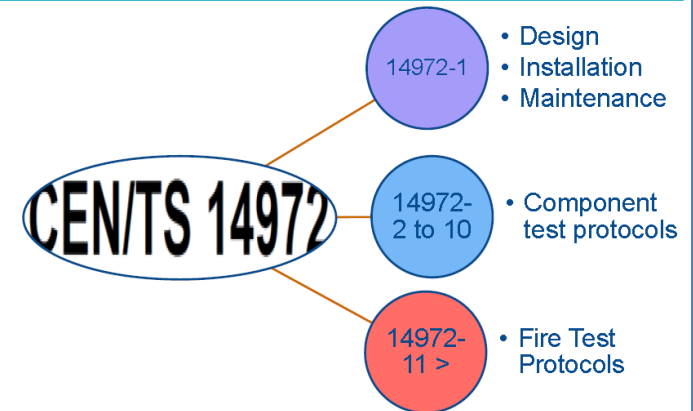 CEN/TS 14972
14972-1
• Design
• Installation
• Maintenance
14972-
2 to 10
• Component
test protocols
14972-
11 >
• Fire Test
Protocols